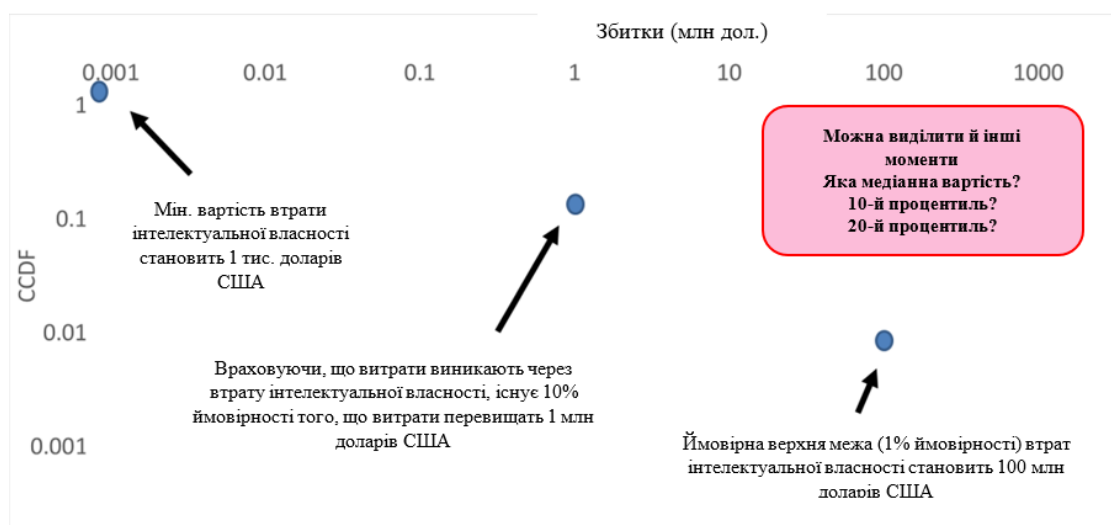 Збитки (млн дол.)
0.001 0.01 0.1 1 10 100 1000
1
0.1
0.01
0.001
CCDF
Мін. вартість втрати
інтелектуальної власності
становить 1 тис. доларів
США
Враховуючи, що витрати виникають через
втрату інтелектуальної власності, існує 10%
ймовірності того, що витрати перевищать 1 млн
доларів США
Можна виділити й інші
моменти
Яка медіанна вартість?
10-й процентиль?
20-й процентиль?
Ймовірна верхня межа (1% ймовірності) втрат
інтелектуальної власності становить 100 млн
доларів США